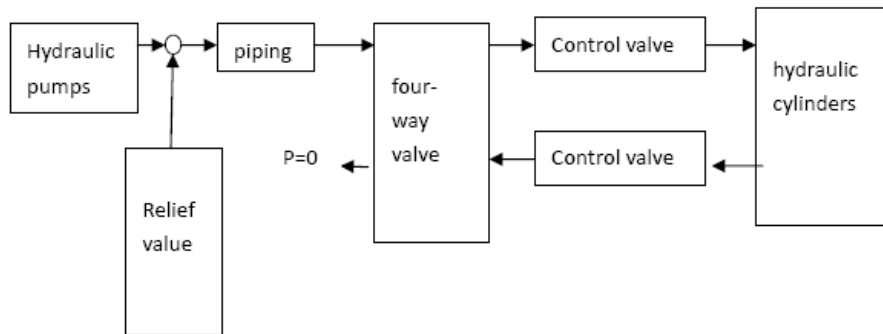 Hydraulic
pumps
piping
four-
way
valve
Control valve
hydraulic
cylinders
Control valve
P=0
Relief
value